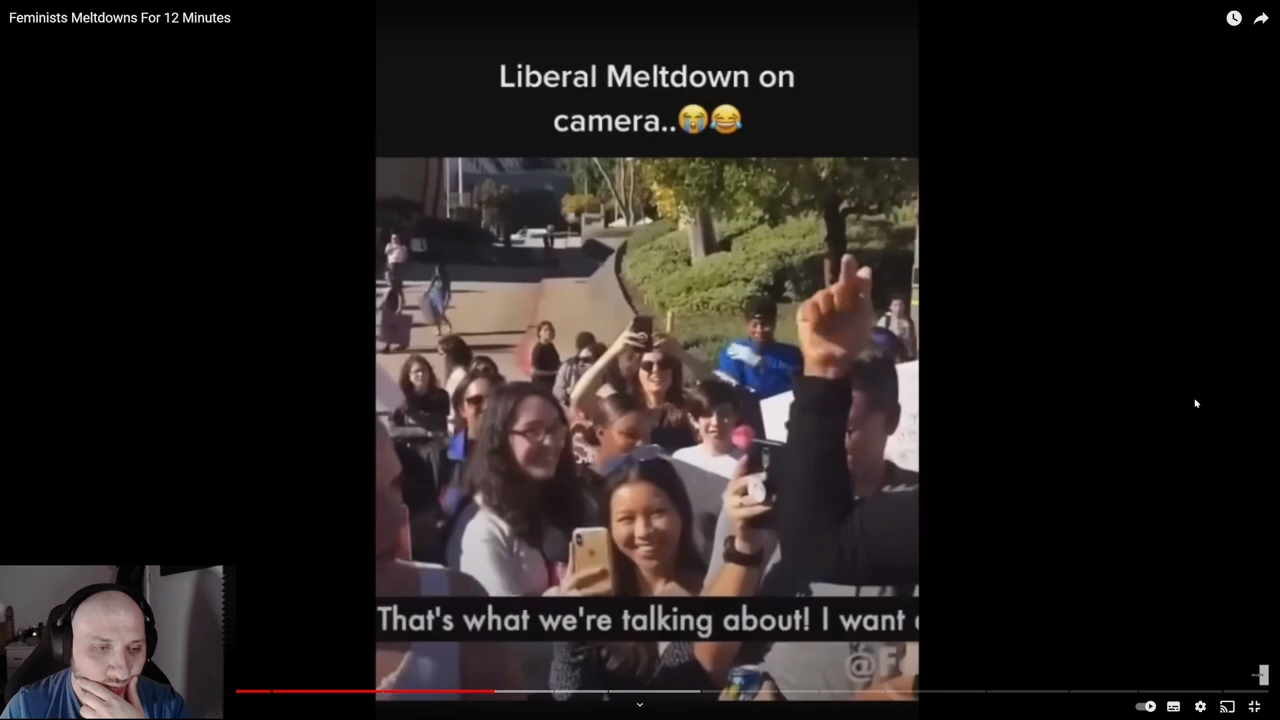 Feminists Meltdowns For 12 Minutes
Liberal Meltdown on
camera..😭😂
That's what we're talking about! I want